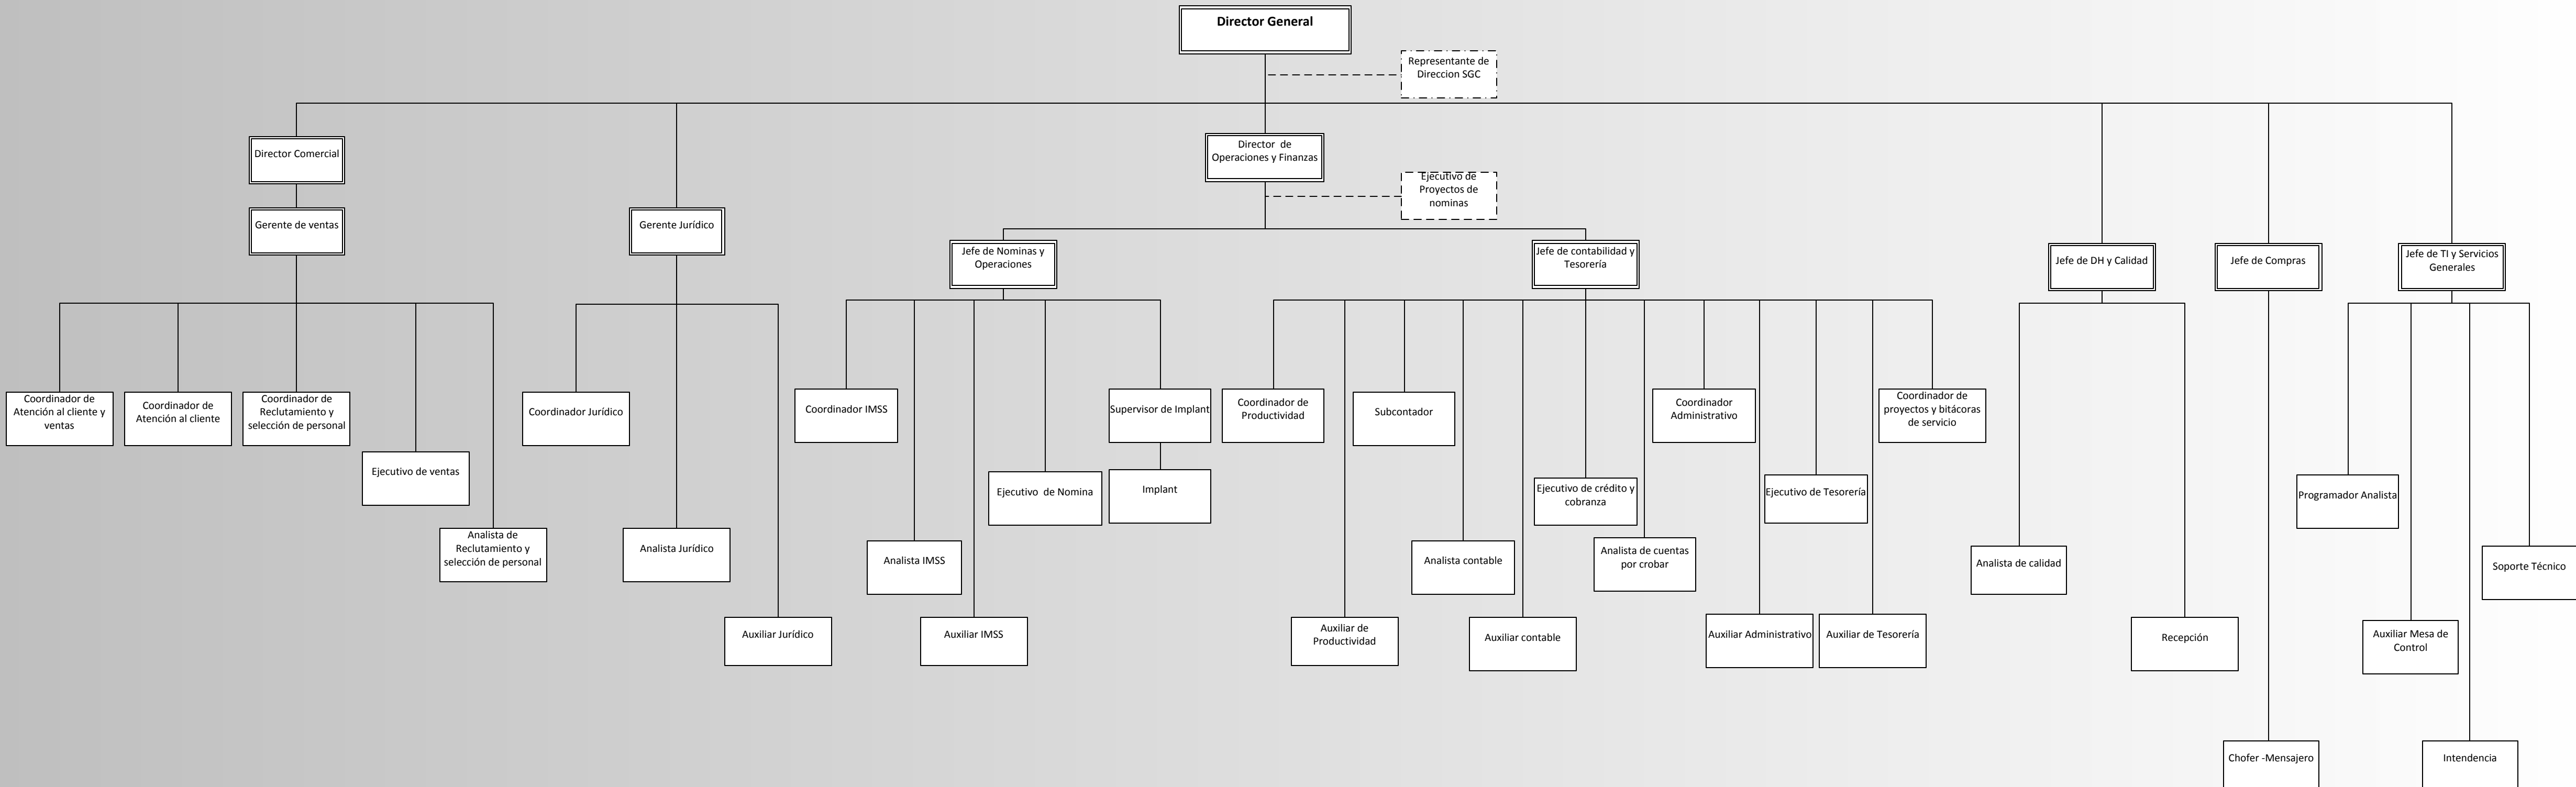 Director General
Representante de
Direccion SGC
Director Comercial
Director  de
Operaciones y Finanzas
Ejecutivo de
Proyectos de
nominas
Gerente de ventas
Gerente Jurídico
Jefe de Nominas y
Operaciones
Jefe de contabilidad y
Tesorería
Jefe de DH y Calidad
Jefe de Compras
Jefe de TI y Servicios
Generales
Coordinador de
Atención al cliente y
ventas
Coordinador de
Atención al cliente
Coordinador de
Reclutamiento y
selección de personal
Coordinador Jurídico
Coordinador IMSS
Supervisor de Implant
Coordinador de
Productividad
Subcontador
Coordinador
Administrativo
Coordinador de
proyectos y bitácoras
de servicio
Ejecutivo de ventas
Ejecutivo  de Nomina
Implant
Ejecutivo de crédito y
cobranza
Ejecutivo de Tesorería
Programador Analista
Analista de
Reclutamiento y
selección de personal
Analista Jurídico
Analista IMSS
Analista contable
Analista de cuentas
por crobar
Analista de calidad
Soporte Técnico
Auxiliar Jurídico
Auxiliar IMSS
Auxiliar de
Productividad
Auxiliar contable
Auxiliar Administrativo
Auxiliar de Tesorería
Recepción
Auxiliar Mesa de
Control
Chofer -Mensajero
Intendencia